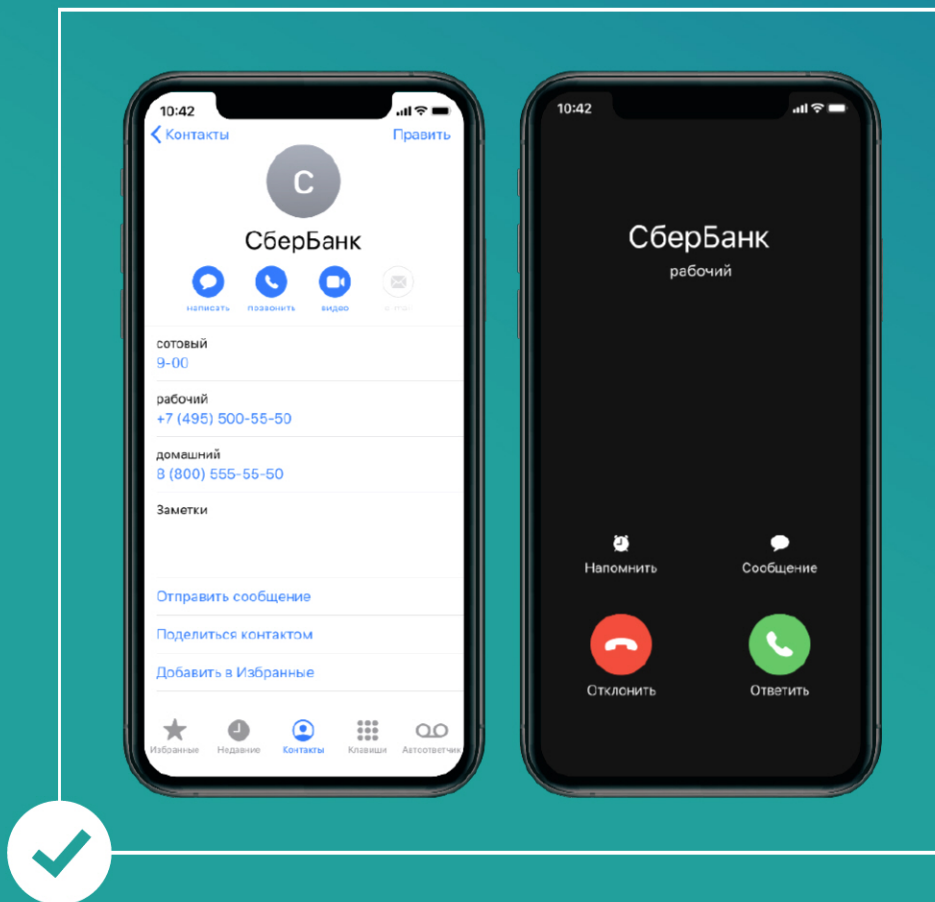 10:42
Контакты
Править
С
СберБанк
написать позвонить видео e-mail
сотовый
9-00
рабочий
+7 (495) 500-55-50
домашний
8 (800) 555-55-50
Заметки
Отправить сообщение
Поделиться контактом
Добавить в Избранные
Избранные Недавние Контакты Клавиши Автоответчик
10:42
СберБанк
рабочий
Напомнить Сообщение
Отклонить Ответить